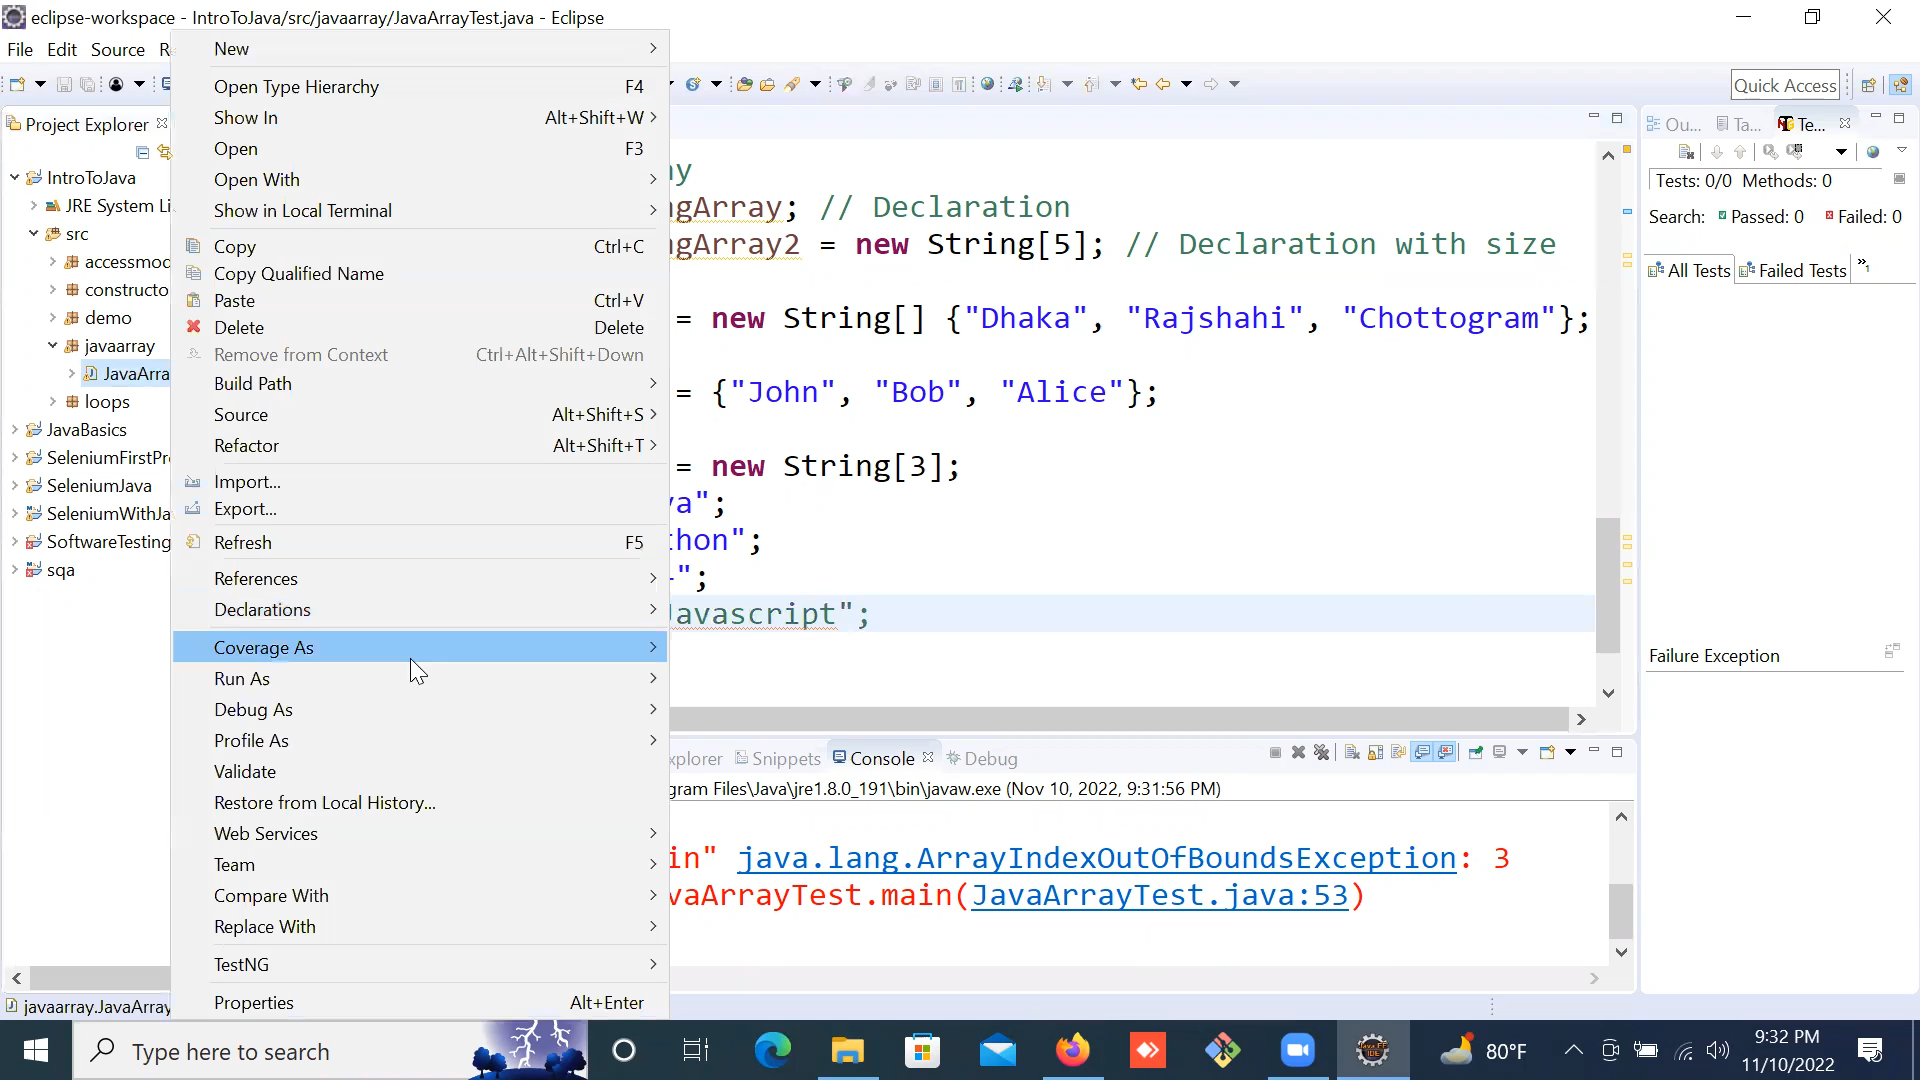 eclipse-workspace - IntroToJava/src/javaarray/JavaArrayTest.java - Eclipse
File Edit Source
Quick Access
Project Explorer
IntroToJava
JRE System Li
src
accessmod
constructo
demo
javaarray
JavaArra
loops
JavaBasics
SeleniumFirstPr
SeleniumJava
SeleniumWithJa
SoftwareTesting
sqa
javaarray.JavaArray
New
Open Type Hierarchy F4
Show In Alt+Shift+W
Open F3
Open With
Show in Local Terminal
Copy Ctrl+C
Copy Qualified Name
Paste Ctrl+V
Delete Delete
Remove from Context Ctrl+Alt+Shift+Down
Build Path
Source Alt+Shift+S
Refactor Alt+Shift+T
Import...
Export...
Refresh F5
References
Declarations
Coverage As
Run As
Debug As
Profile As
Validate
Restore from Local History...
Web Services
Team
Compare With
Replace With
TestNG
Properties Alt+Enter
ay
ngArray; // Declaration
ngArray2 = new String[5]; // Declaration with size
= new String[] {"Dhaka", "Rajshahi", "Chottogram"};
= {"John", "Bob", "Alice"};
= new String[3];
va";
thon";
";
Javascript";
xplorer Snippets Console Debug
gram Files\Java\jre1.8.0_191\bin\javaw.exe (Nov 10, 2022, 9:31:56 PM)
in" java.lang.ArrayIndexOutOfBoundsException: 3
vaArrayTest.main(JavaArrayTest.java:53)
Ou... Ta... Te...
Tests: 0/0 Methods: 0
Search: Passed: 0 Failed: 0
All Tests Failed Tests »1
Failure Exception
Type here to search
80°F
9:32 PM
11/10/2022